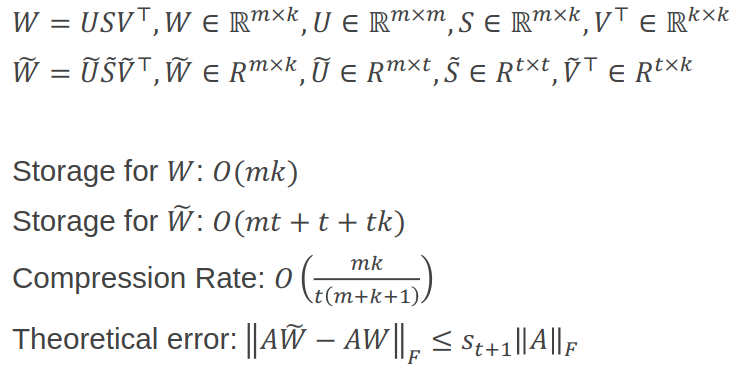 W = USV⊤, W ∈ ℝ^{m×k}, U ∈ ℝ^{m×m}, S ∈ ℝ^{m×k}, V⊤ ∈ ℝ^{k×k}
W̃ = ŨS̃Ṽ⊤, W̃ ∈ R^{m×k}, Ũ ∈ R^{m×t}, S̃ ∈ R^{t×t}, Ṽ⊤ ∈ R^{t×k}
Storage for W: O(mk)
Storage for W̃: O(mt + t + tk)
Compression Rate: O(mk / t(m+k+1))
Theoretical error: ‖AW̃ − AW‖_F ≤ s_{t+1}‖A‖_F